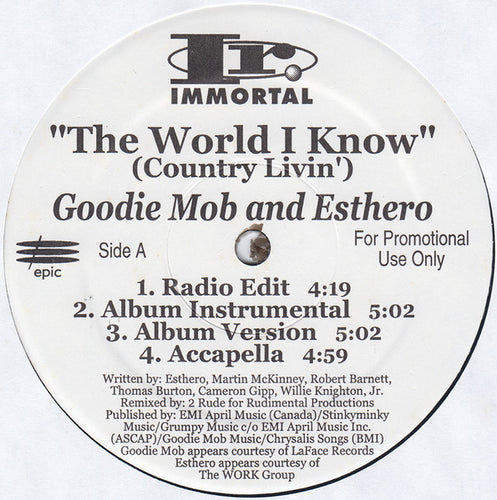 Ir.
IMMORTAL
"The World I Know"
(Country Livin')
Goodie Mob and Esthero
epic
Side A
For Promotional
Use Only
1. Radio Edit 4:19
2. Album Instrumental 5:02
3. Album Version 5:02
4. Accapella 4:59
Written by: Esthero, Martin McKinney, Robert Barnett,
Thomas Burton, Cameron Gipp, Willie Knighton, Jr.
Remixed by: 2 Rude for Rudimental Productions
Published by: EMI April Music (Canada)/Stinkyminky
Music/Grumpy Music c/o EMI April Music Inc.
(ASCAP)/Goodie Mob Music/Chrysalis Songs (BMI)
Goodie Mob appears courtesy of LaFace Records
Esthero appears courtesy of
The WORK Group